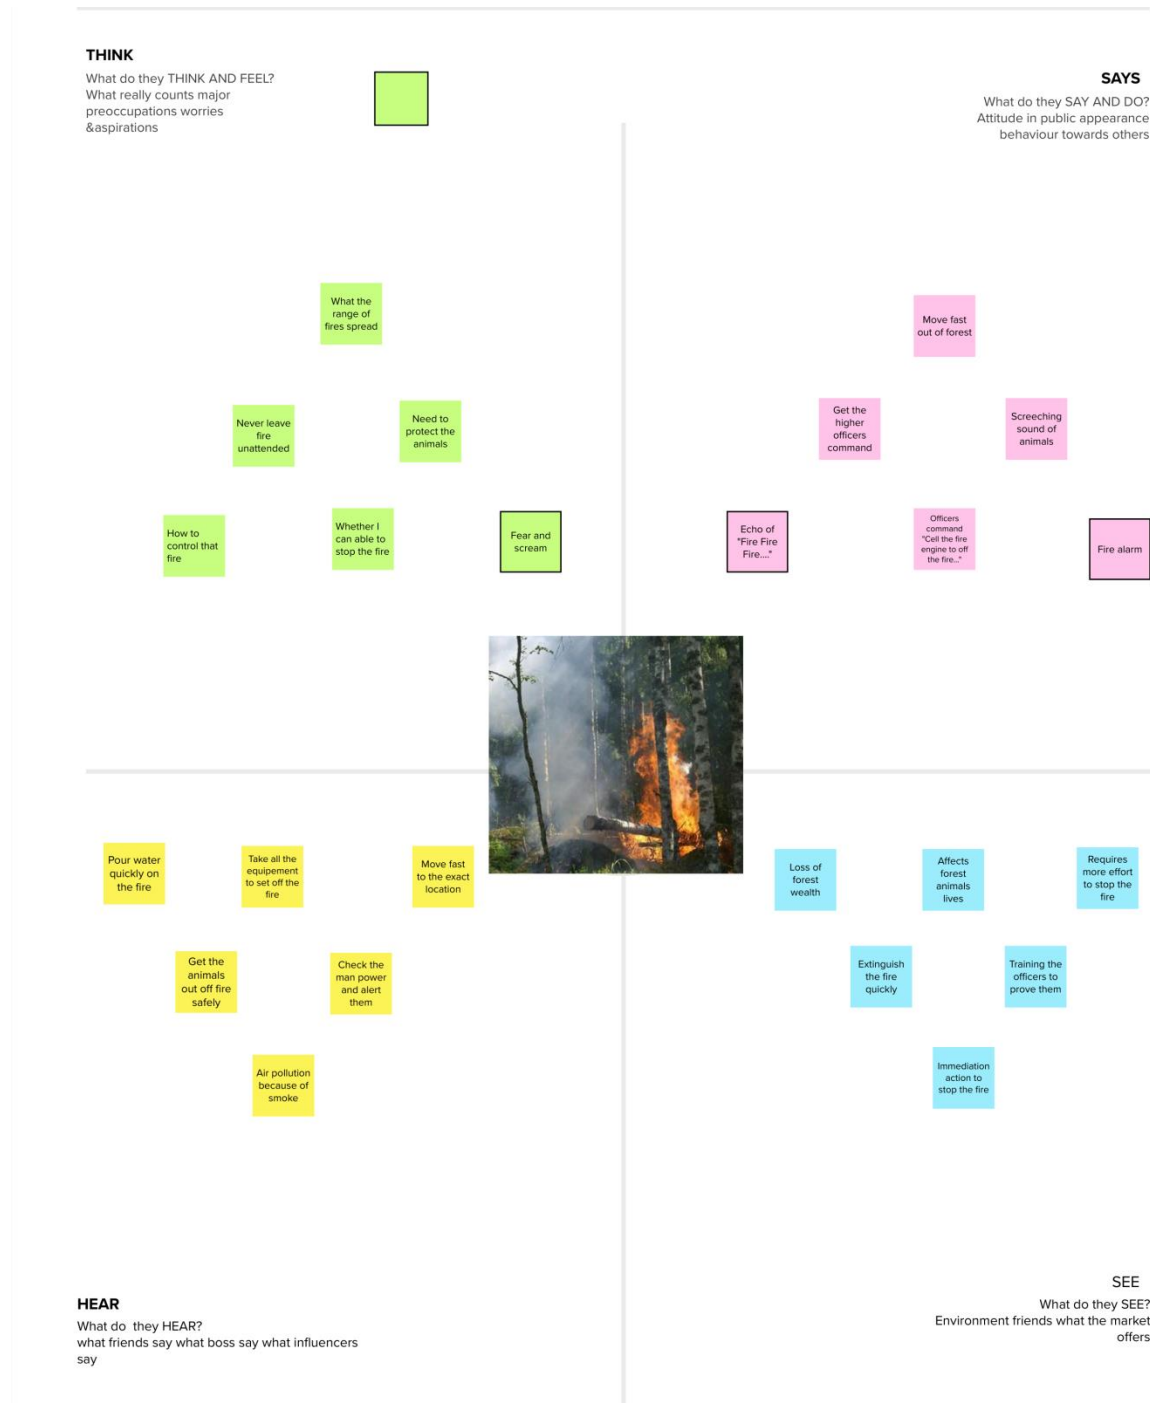 THINK
What do they THINK AND FEEL?
What really counts major
preoccupations worries
&aspirations
SAYS
What do they SAY AND DO?
Attitude in public appearance
behaviour towards others
What the
range of
fires spread
Never leave
fire
unattended
Need to
protect the
animals
How to
control that
fire
Whether I
can able to
stop the fire
Fear and
scream
Move fast
out of forest
Get the
higher
officers
command
Screeching
sound of
animals
Echo of
"Fire Fire
Fire...."
Officers
command
"Cell the fire
engine to off
the fire..."
Fire alarm
Pour water
quickly on
the fire
Take all the
equipement
to set off the
fire
Move fast
to the exact
location
Get the
animals
out off fire
safely
Check the
man power
and alert
them
Air pollution
because of
smoke
Loss of
forest
wealth
Affects
forest
animals
lives
Requires
more effort
to stop the
fire
Extinguish
the fire
quickly
Training the
officers to
prove them
Immediation
action to
stop the fire
HEAR
What do  they HEAR?
what friends say what boss say what influencers
say
SEE
What do they SEE?
Environment friends what the market
offers